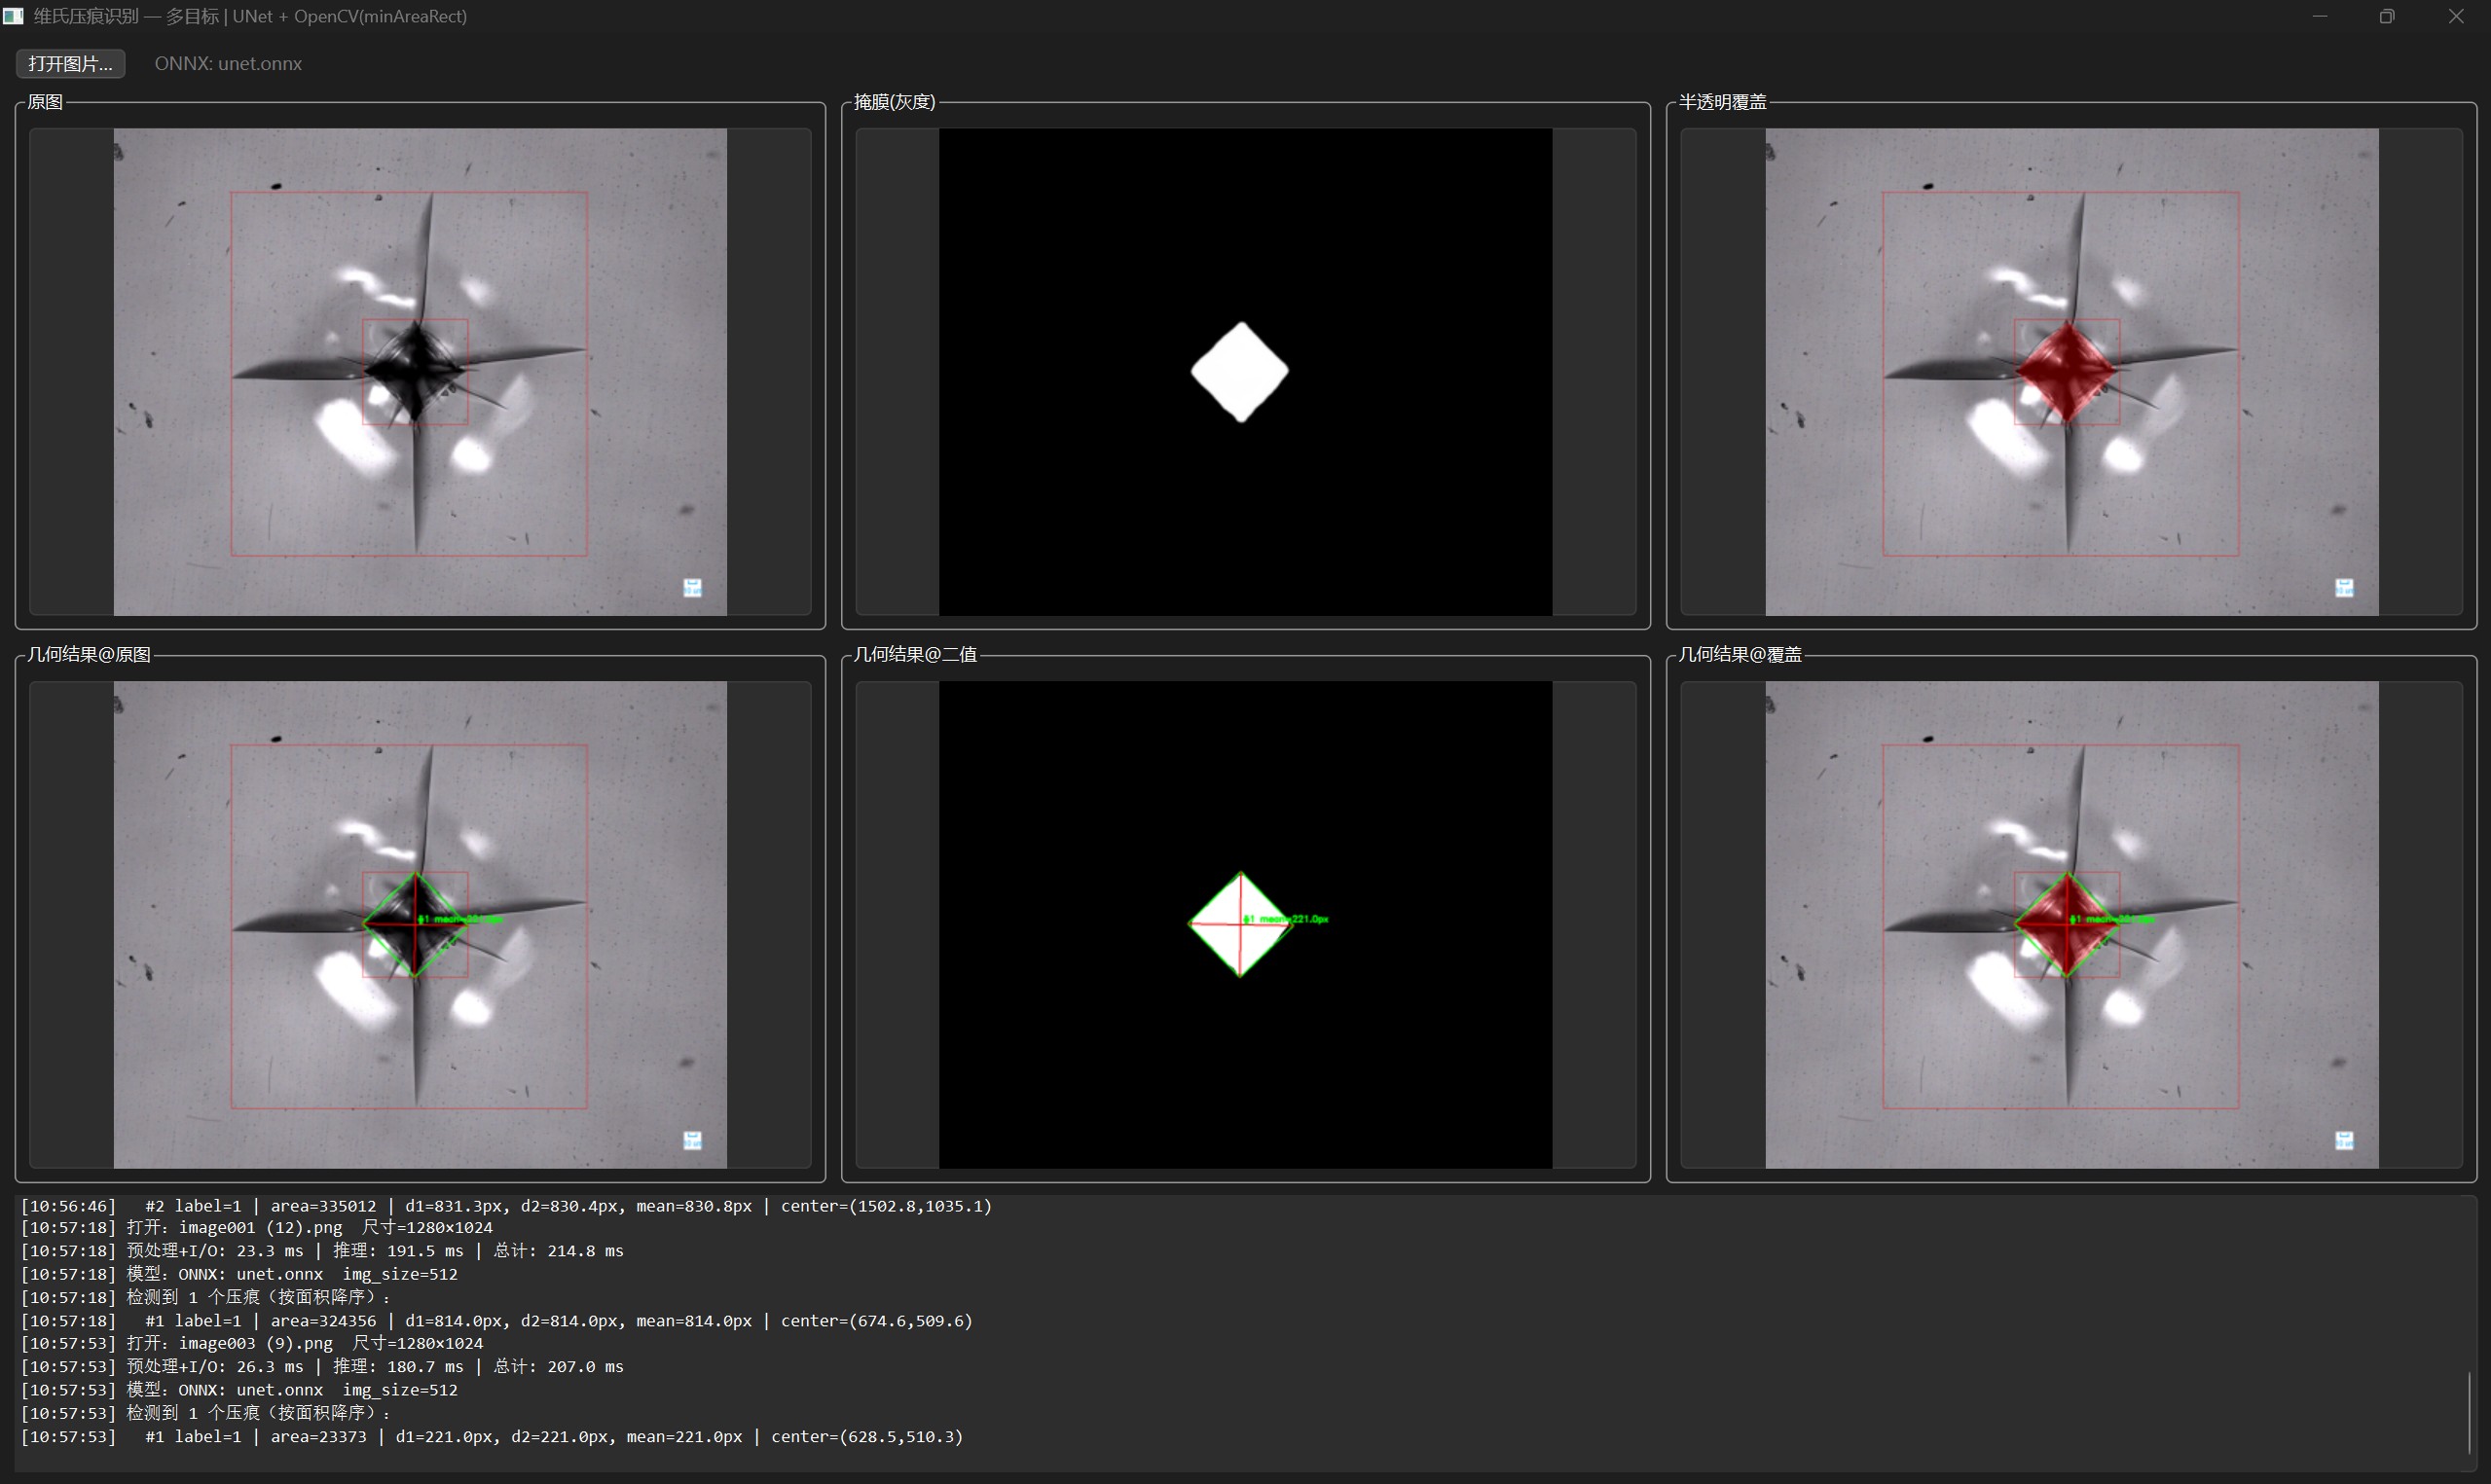 维氏压痕识别 — 多目标 | UNet + OpenCV(minAreaRect)
打开图片... ONNX: unet.onnx
原图
掩膜(灰度)
半透明覆盖
几何结果@原图
几何结果@二值
几何结果@覆盖
#1 mean=221.0px
[10:56:46]   #2 label=1 | area=335012 | d1=831.3px, d2=830.4px, mean=830.8px | center=(1502.8,1035.1)
[10:57:18] 打开: image001 (12).png  尺寸=1280×1024
[10:57:18] 预处理+I/O: 23.3 ms | 推理: 191.5 ms | 总计: 214.8 ms
[10:57:18] 模型: ONNX: unet.onnx  img_size=512
[10:57:18] 检测到 1 个压痕（按面积降序）：
[10:57:18]   #1 label=1 | area=324356 | d1=814.0px, d2=814.0px, mean=814.0px | center=(674.6,509.6)
[10:57:53] 打开: image003 (9).png  尺寸=1280×1024
[10:57:53] 预处理+I/O: 26.3 ms | 推理: 180.7 ms | 总计: 207.0 ms
[10:57:53] 模型: ONNX: unet.onnx  img_size=512
[10:57:53] 检测到 1 个压痕（按面积降序）：
[10:57:53]   #1 label=1 | area=23373 | d1=221.0px, d2=221.0px, mean=221.0px | center=(628.5,510.3)